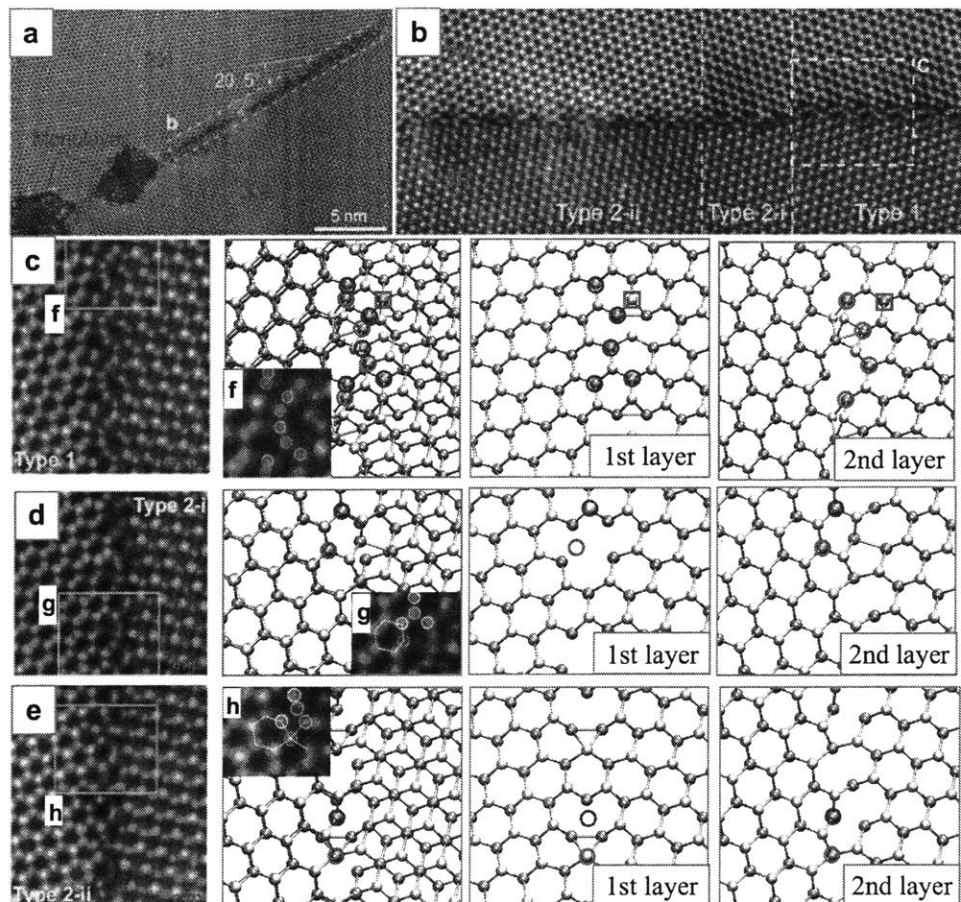 a
b
20.5°
b
c
5 nm
Type 2-ii
Type 2-i
Type 1
c
f
Type 1
f
1st layer
2nd layer
d
Type 2-i
g
g
1st layer
2nd layer
e
h
Type 2-ii
h
1st layer
2nd layer